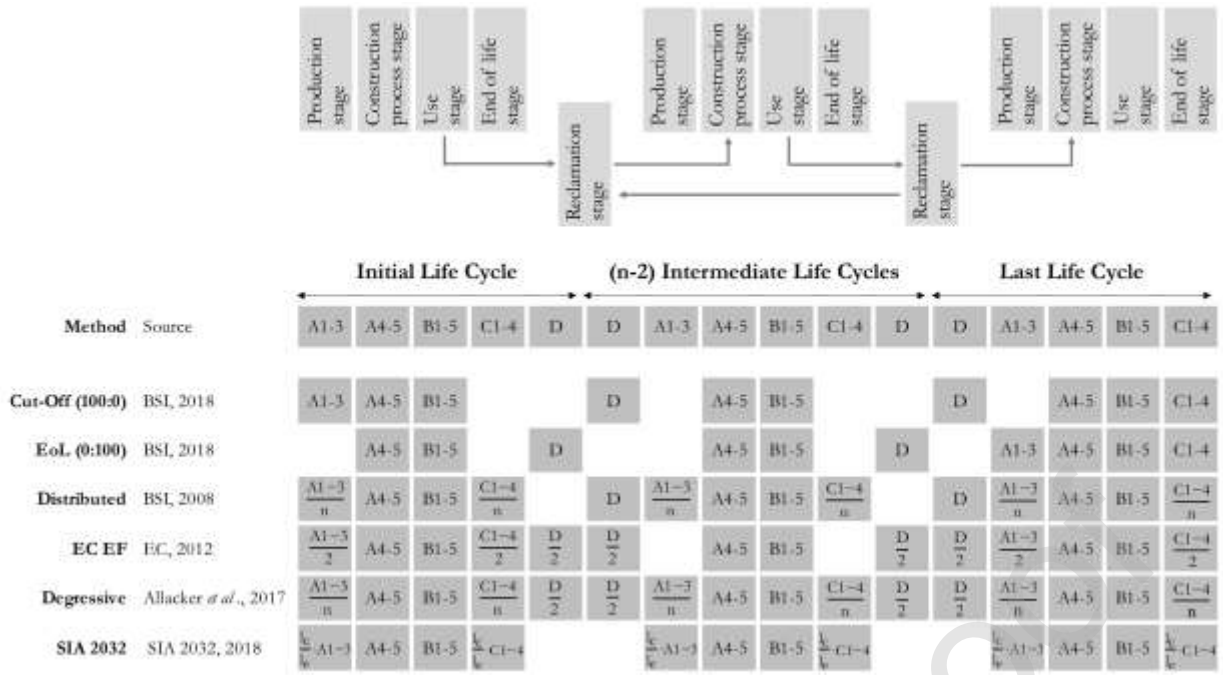 Production stage
Construction process stage
Use stage
End of life stage
Reclamation stage
Production stage
Construction process stage
Use stage
End of life stage
Reclamation stage
Production stage
Construction process stage
Use stage
End of life stage
Initial Life Cycle (n-2) Intermediate Life Cycles Last Life Cycle
Method Source A1-3 A4-5 B1-5 C1-4 D D A1-3 A4-5 B1-5 C1-4 D D A1-3 A4-5 B1-5 C1-4
Cut-Off (100:0) BSI, 2018 A1-3 A4-5 B1-5 D A4-5 B1-5 D A4-5 B1-5 C1-4
EoL (0:100) BSI, 2018 A4-5 B1-5 D A4-5 B1-5 D A1-3 A4-5 B1-5 C1-4
Distributed BSI, 2008 A1−3/n A4-5 B1-5 C1−4/n D A1−3/n A4-5 B1-5 C1−4/n D A1−3/n A4-5 B1-5 C1−4/n
EC EF EC, 2012 A1−3/2 A4-5 B1-5 C1−4/2 D/2 D/2 A4-5 B1-5 D/2 D/2 A1−3/2 A4-5 B1-5 C1−4/2
Degressive Allacker et al., 2017 A1−3/n A4-5 B1-5 C1−4/n D/2 D/2 A1−3/n A4-5 B1-5 C1−4/n D/2 D/2 A1−3/n A4-5 B1-5 C1−4/n
SIA 2032 SIA 2032, 2018 A1−3 A4-5 B1-5 C1−4 A1−3 A4-5 B1-5 C1−4 A1−3 A4-5 B1-5 C1−4